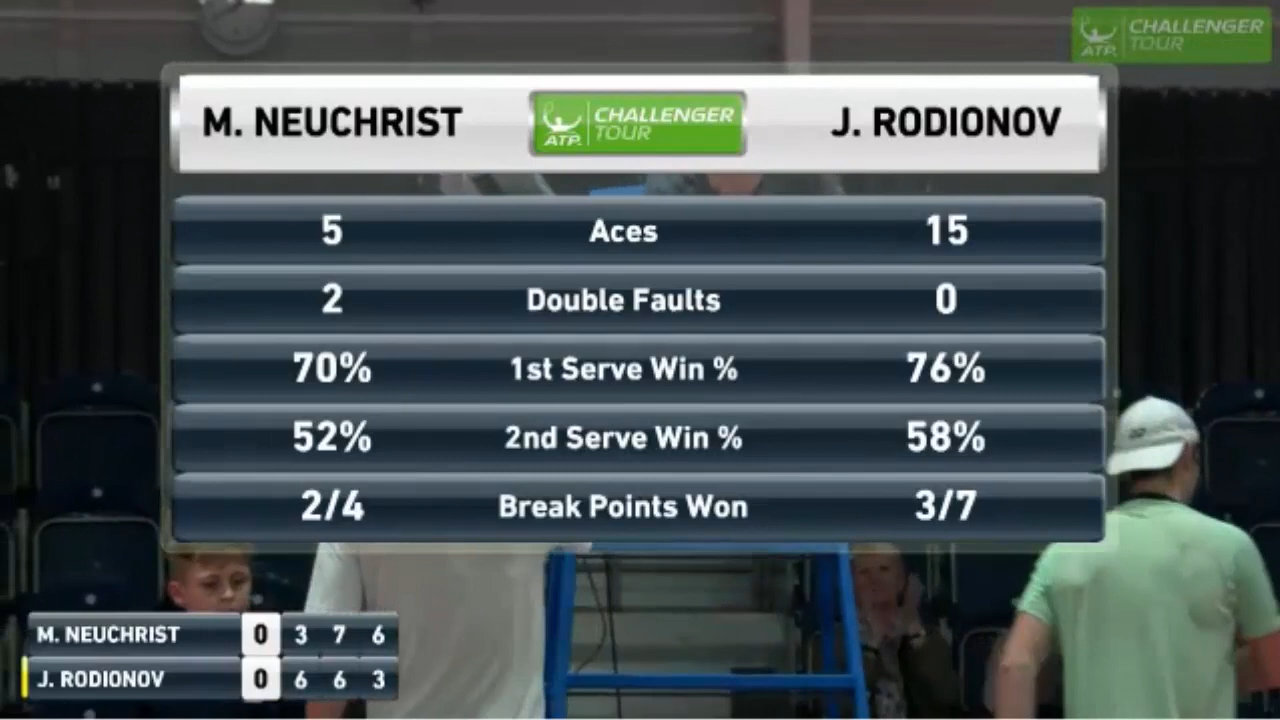 ATP CHALLENGER TOUR
M. NEUCHRIST ATP CHALLENGER TOUR J. RODIONOV
5 Aces 15
2 Double Faults 0
70% 1st Serve Win % 76%
52% 2nd Serve Win % 58%
2/4 Break Points Won 3/7
M. NEUCHRIST 0 3 7 6
J. RODIONOV 0 6 6 3